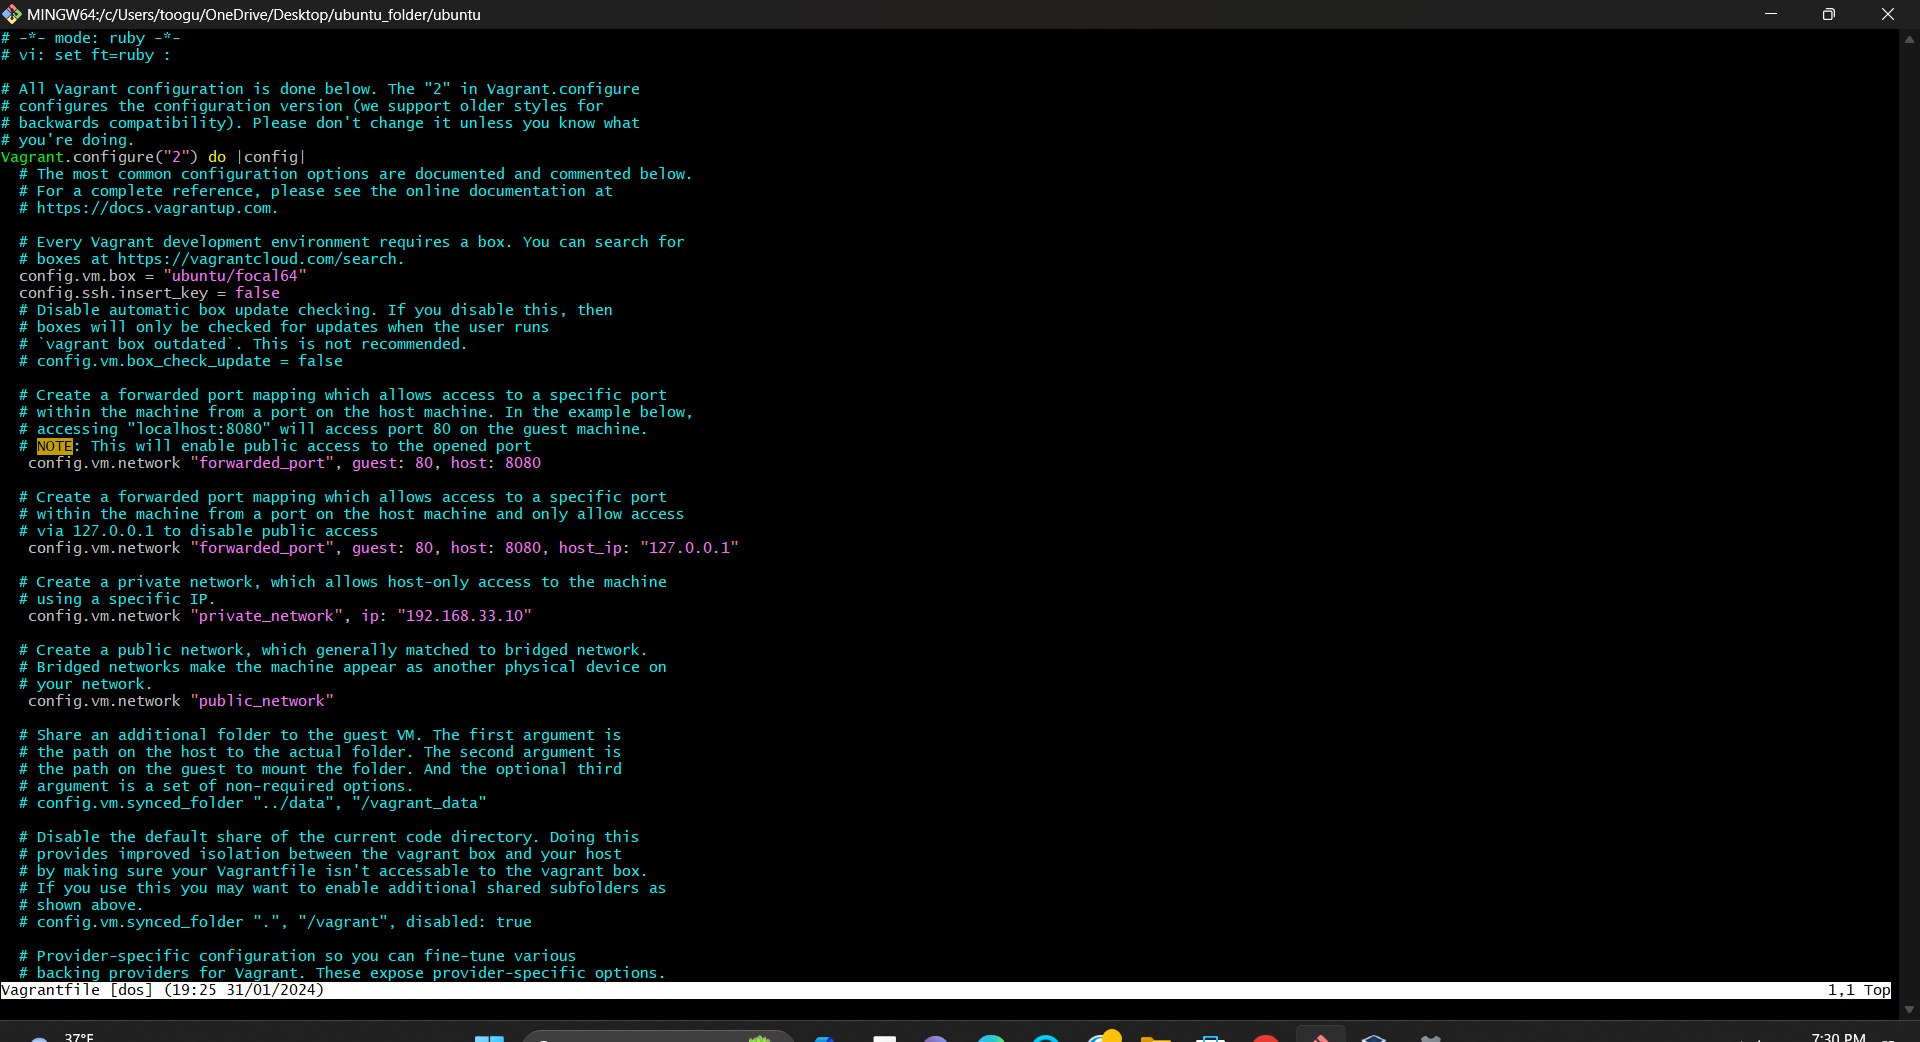 MINGW64:/c/Users/toogu/OneDrive/Desktop/ubuntu_folder/ubuntu
# -*- mode: ruby -*-
# vi: set ft=ruby :

# All Vagrant configuration is done below. The "2" in Vagrant.configure
# configures the configuration version (we support older styles for
# backwards compatibility). Please don't change it unless you know what
# you're doing.
Vagrant.configure("2") do |config|
  # The most common configuration options are documented and commented below.
  # For a complete reference, please see the online documentation at
  # https://docs.vagrantup.com.

  # Every Vagrant development environment requires a box. You can search for
  # boxes at https://vagrantcloud.com/search.
  config.vm.box = "ubuntu/focal64"
  config.ssh.insert_key = false
  # Disable automatic box update checking. If you disable this, then
  # boxes will only be checked for updates when the user runs
  # `vagrant box outdated`. This is not recommended.
  # config.vm.box_check_update = false

  # Create a forwarded port mapping which allows access to a specific port
  # within the machine from a port on the host machine. In the example below,
  # accessing "localhost:8080" will access port 80 on the guest machine.
  # NOTE: This will enable public access to the opened port
   config.vm.network "forwarded_port", guest: 80, host: 8080

  # Create a forwarded port mapping which allows access to a specific port
  # within the machine from a port on the host machine and only allow access
  # via 127.0.0.1 to disable public access
   config.vm.network "forwarded_port", guest: 80, host: 8080, host_ip: "127.0.0.1"

  # Create a private network, which allows host-only access to the machine
  # using a specific IP.
   config.vm.network "private_network", ip: "192.168.33.10"

  # Create a public network, which generally matched to bridged network.
  # Bridged networks make the machine appear as another physical device on
  # your network.
   config.vm.network "public_network"

  # Share an additional folder to the guest VM. The first argument is
  # the path on the host to the actual folder. The second argument is
  # the path on the guest to mount the folder. And the optional third
  # argument is a set of non-required options.
  # config.vm.synced_folder "../data", "/vagrant_data"

  # Disable the default share of the current code directory. Doing this
  # provides improved isolation between the vagrant box and your host
  # by making sure your Vagrantfile isn't accessable to the vagrant box.
  # If you use this you may want to enable additional shared subfolders as
  # shown above.
  # config.vm.synced_folder ".", "/vagrant", disabled: true

  # Provider-specific configuration so you can fine-tune various
  # backing providers for Vagrant. These expose provider-specific options.
Vagrantfile [dos] (19:25 31/01/2024) 1,1 Top
37°F 7:30 PM